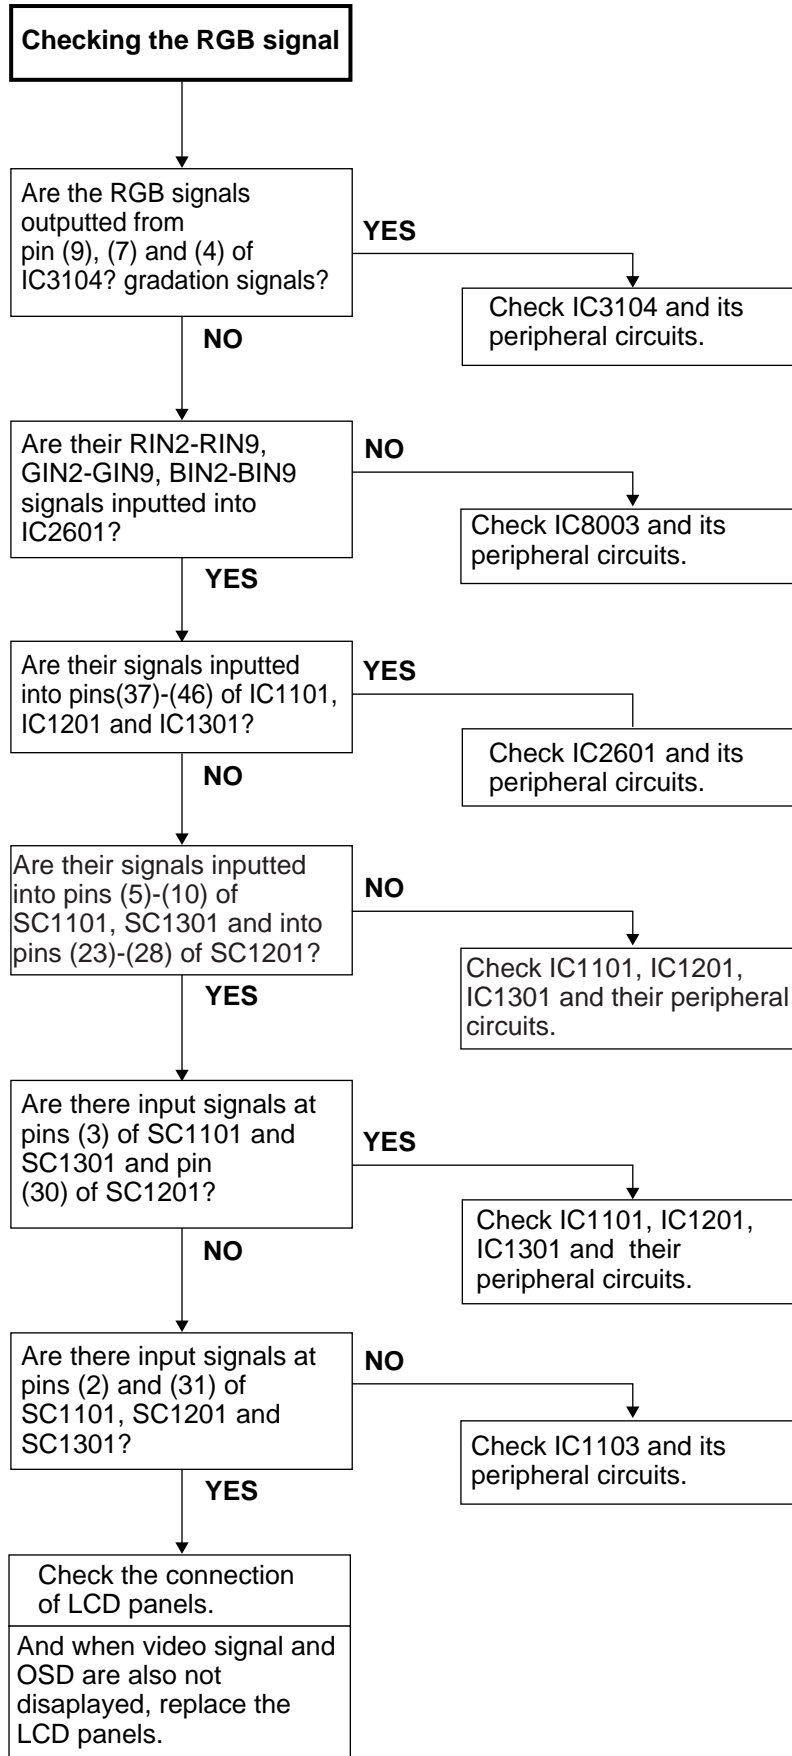 Checking the RGB signal
Are the RGB signals
outputted from
pin (9), (7) and (4) of
IC3104? gradation signals?
YES
Check IC3104 and its
peripheral circuits.
NO
Are their RIN2-RIN9,
GIN2-GIN9, BIN2-BIN9
signals inputted into
IC2601?
NO
Check IC8003 and its
peripheral circuits.
YES
Are their signals inputted
into pins(37)-(46) of IC1101,
IC1201 and IC1301?
YES
Check IC2601 and its
peripheral circuits.
NO
Are their signals inputted
into pins (5)-(10) of
SC1101, SC1301 and into
pins (23)-(28) of SC1201?
NO
Check IC1101, IC1201,
IC1301 and their peripheral
circuits.
YES
Are there input signals at
pins (3) of SC1101 and
SC1301 and pin
(30) of SC1201?
YES
Check IC1101, IC1201,
IC1301 and  their
peripheral circuits.
NO
Are there input signals at
pins (2) and (31) of
SC1101, SC1201 and
SC1301?
NO
Check IC1103 and its
peripheral circuits.
YES
Check the connection
of LCD panels.
And when video signal and
OSD are also not
disaplayed, replace the
LCD panels.